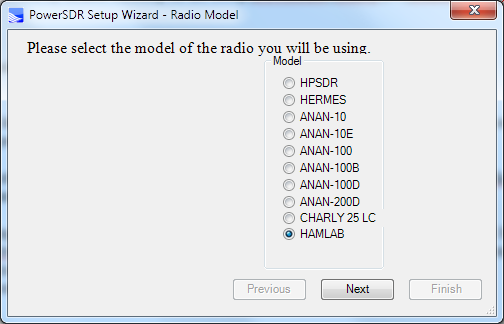 PowerSDR Setup Wizard - Radio Model
Please select the model of the radio you will be using.
Model
HPSDR
HERMES
ANAN-10
ANAN-10E
ANAN-100
ANAN-100B
ANAN-100D
ANAN-200D
CHARLY 25 LC
HAMLAB
Previous Next Finish